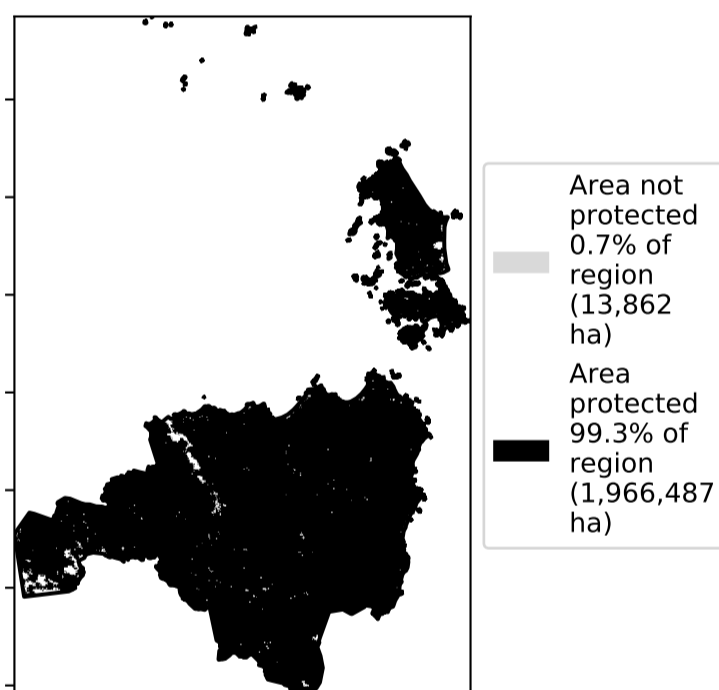 Area not
protected
0.7% of
region
(13,862
ha)
Area
protected
99.3% of
region
(1,966,487
ha)